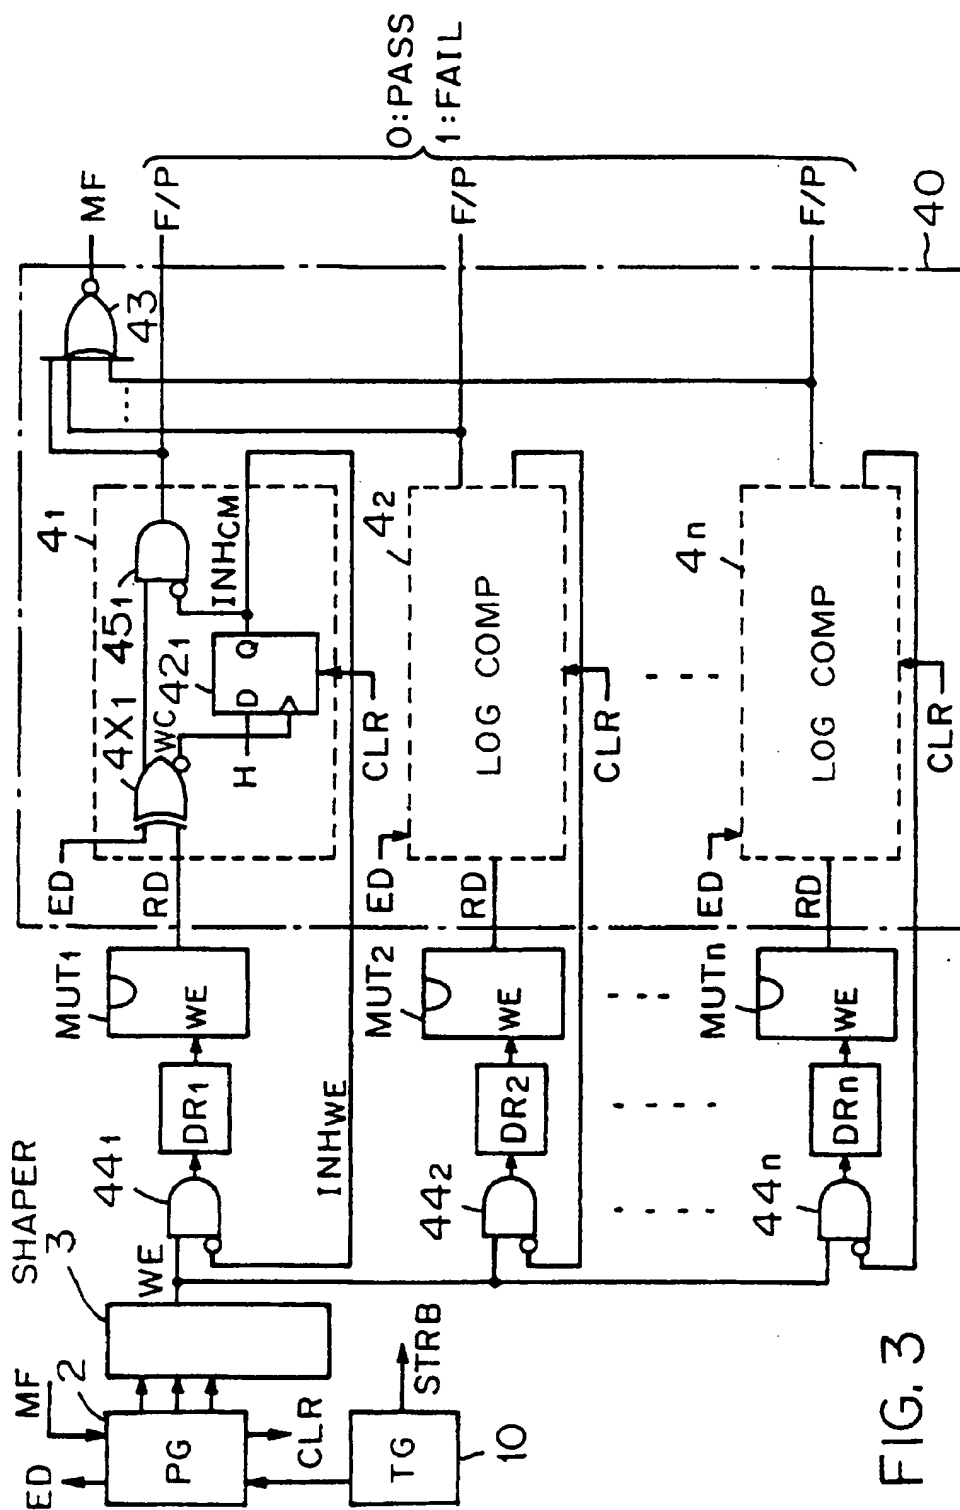 SHAPER
3
MF
ED
2
PG
CLR
TG
10
STRB
WE
441
DR1
MUT1
WE
INHWE
ED
RD
41
4X1
WC
451
421
H
D
Q
CLR
INHCM
43
MF
F/P
0:PASS
1:FAIL
442
DR2
MUT2
WE
ED
RD
42
LOG COMP
CLR
F/P
44n
DRn
MUTn
WE
ED
RD
4n
LOG COMP
CLR
F/P
40
FIG. 3